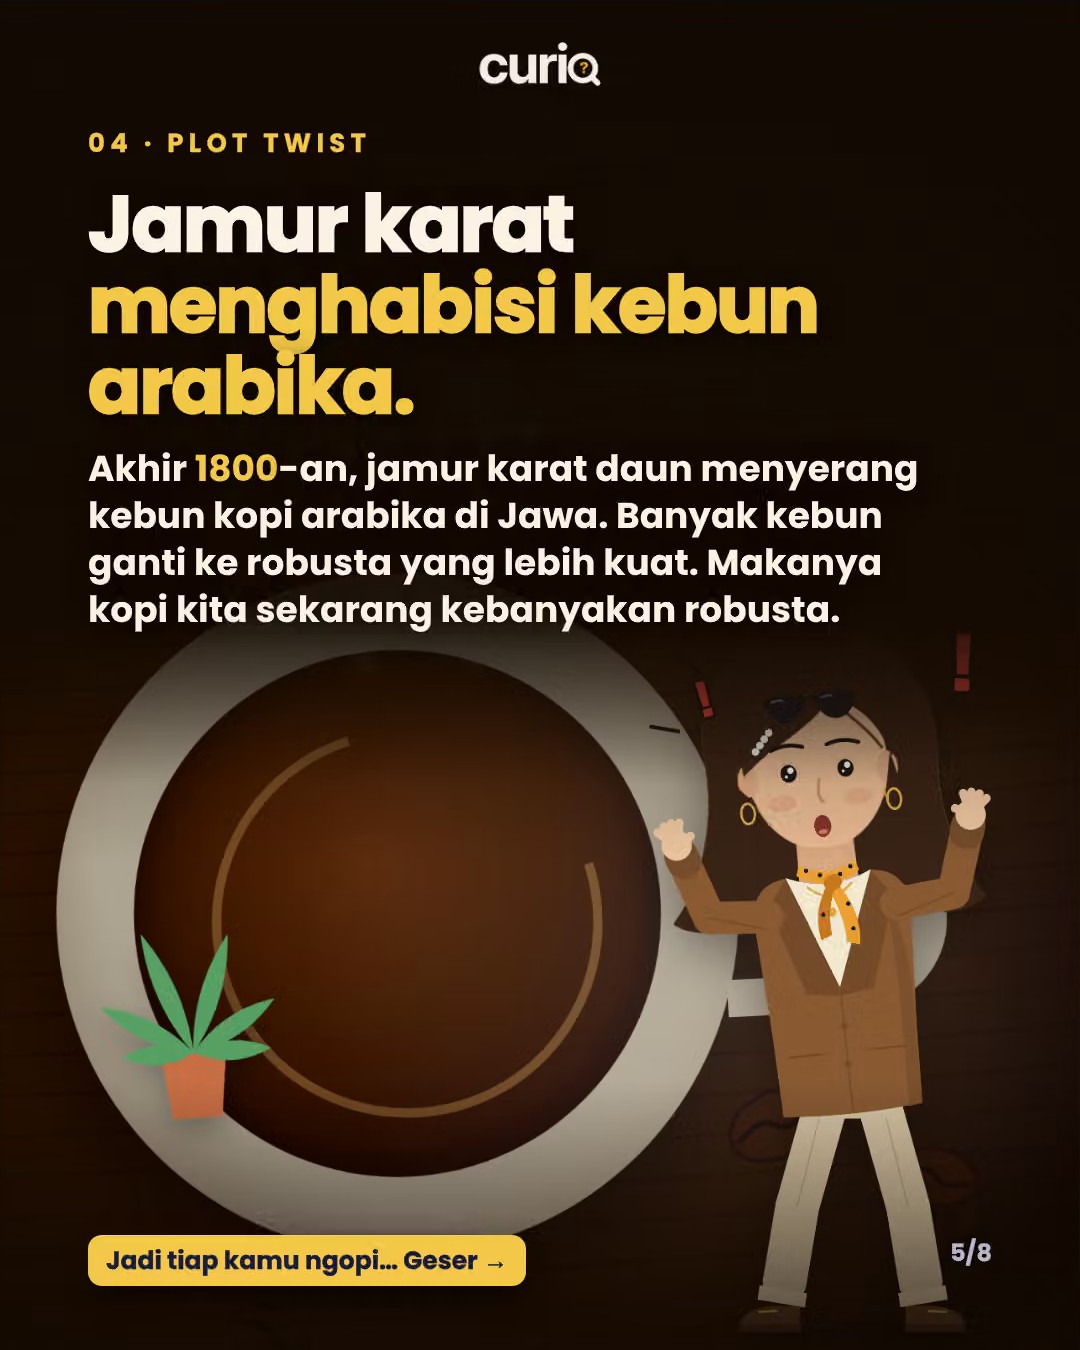 curiq
04 · PLOT TWIST
Jamur karat
menghabisi kebun
arabika.
Akhir 1800-an, jamur karat daun menyerang
kebun kopi arabika di Jawa. Banyak kebun
ganti ke robusta yang lebih kuat. Makanya
kopi kita sekarang kebanyakan robusta.
! !
Jadi tiap kamu ngopi... Geser →
5/8